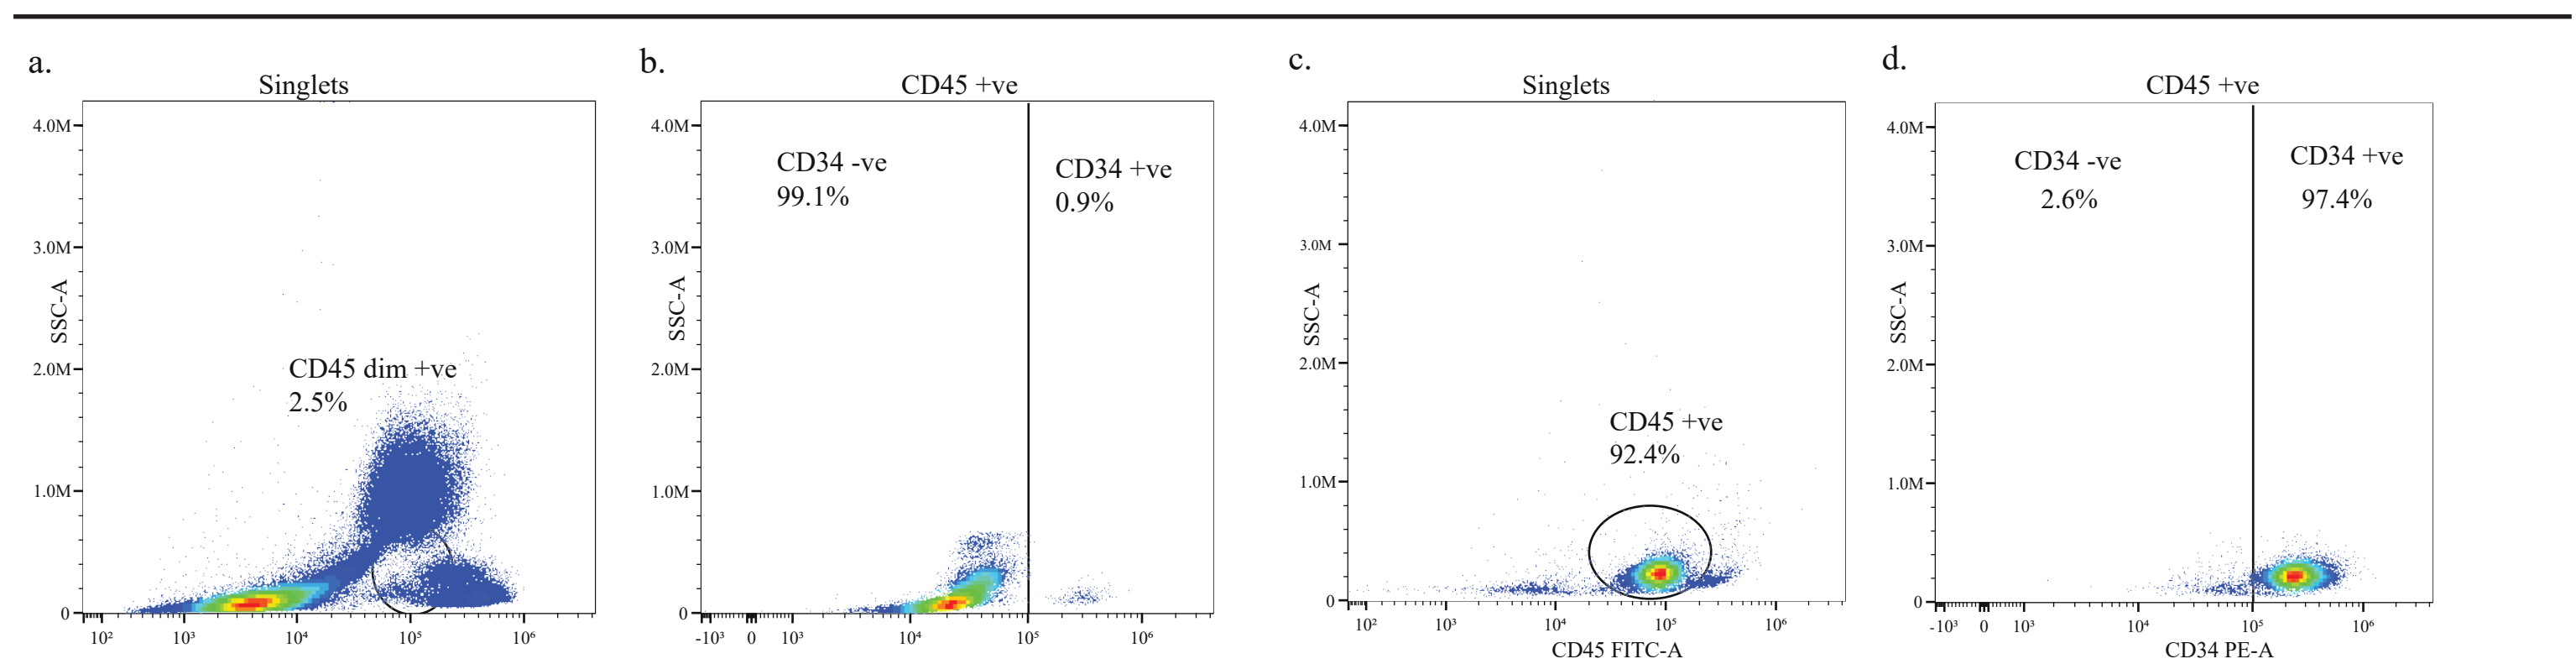 a.
Singlets
4.0M
3.0M
2.0M
1.0M
0
SSC-A
CD45 dim +ve
2.5%
10²
10³
10⁴
10⁵
10⁶
b.
CD45 +ve
4.0M
3.0M
2.0M
1.0M
0
SSC-A
CD34 -ve
99.1%
CD34 +ve
0.9%
-10³
0
10³
10⁴
10⁵
10⁶
c.
Singlets
4.0M
3.0M
2.0M
1.0M
0
SSC-A
CD45 +ve
92.4%
10²
10³
10⁴
10⁵
10⁶
CD45 FITC-A
d.
CD45 +ve
4.0M
3.0M
2.0M
1.0M
0
SSC-A
CD34 -ve
2.6%
CD34 +ve
97.4%
-10³
0
10³
10⁴
10⁵
10⁶
CD34 PE-A